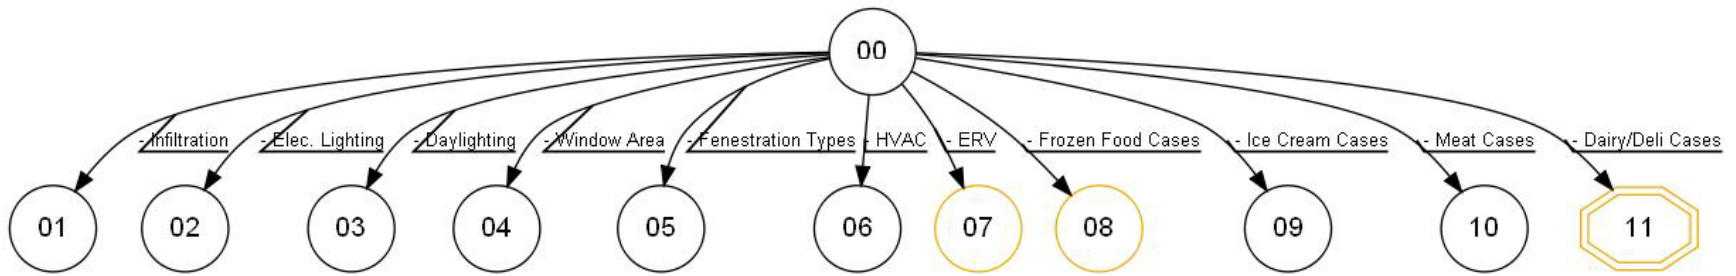 00
- Infiltration
- Elec. Lighting
- Daylighting
- Window Area
- Fenestration Types
- HVAC
- ERV
- Frozen Food Cases
- Ice Cream Cases
- Meat Cases
- Dairy/Deli Cases
01
02
03
04
05
06
07
08
09
10
11